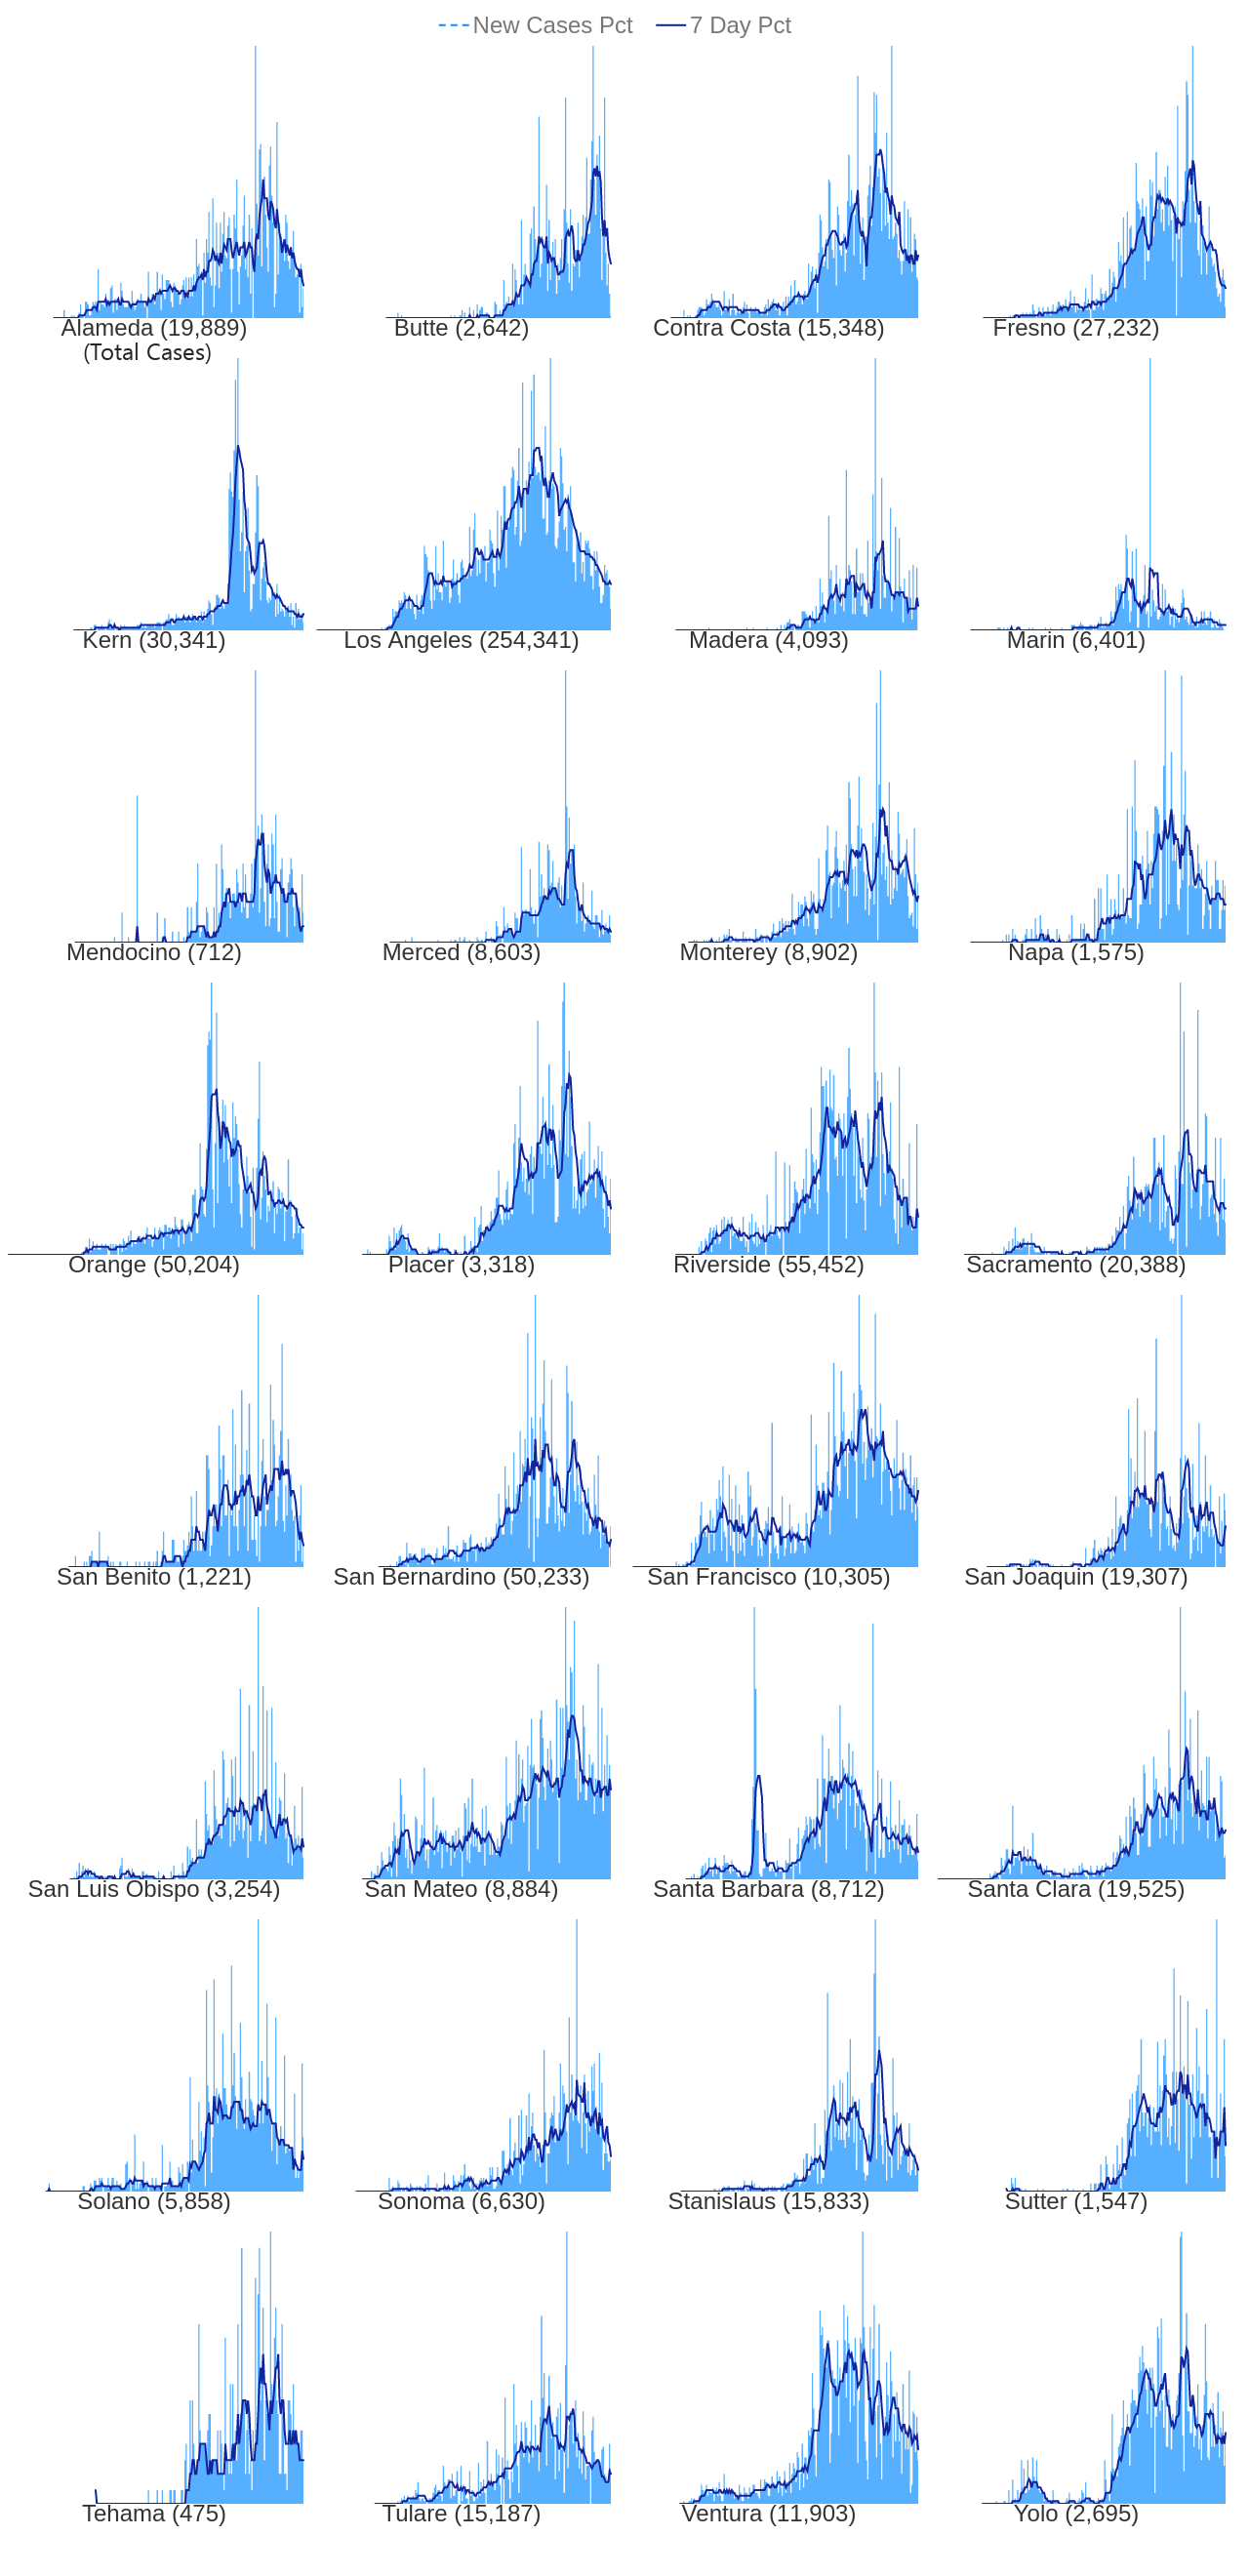 New Cases Pct 7 Day Pct
Alameda (19,889) Butte (2,642) Contra Costa (15,348) Fresno (27,232)
(Total Cases)
Kern (30,341) Los Angeles (254,341) Madera (4,093) Marin (6,401)
Mendocino (712) Merced (8,603) Monterey (8,902) Napa (1,575)
Orange (50,204) Placer (3,318) Riverside (55,452) Sacramento (20,388)
San Benito (1,221) San Bernardino (50,233) San Francisco (10,305) San Joaquin (19,307)
San Luis Obispo (3,254) San Mateo (8,884) Santa Barbara (8,712) Santa Clara (19,525)
Solano (5,858) Sonoma (6,630) Stanislaus (15,833) Sutter (1,547)
Tehama (475) Tulare (15,187) Ventura (11,903) Yolo (2,695)